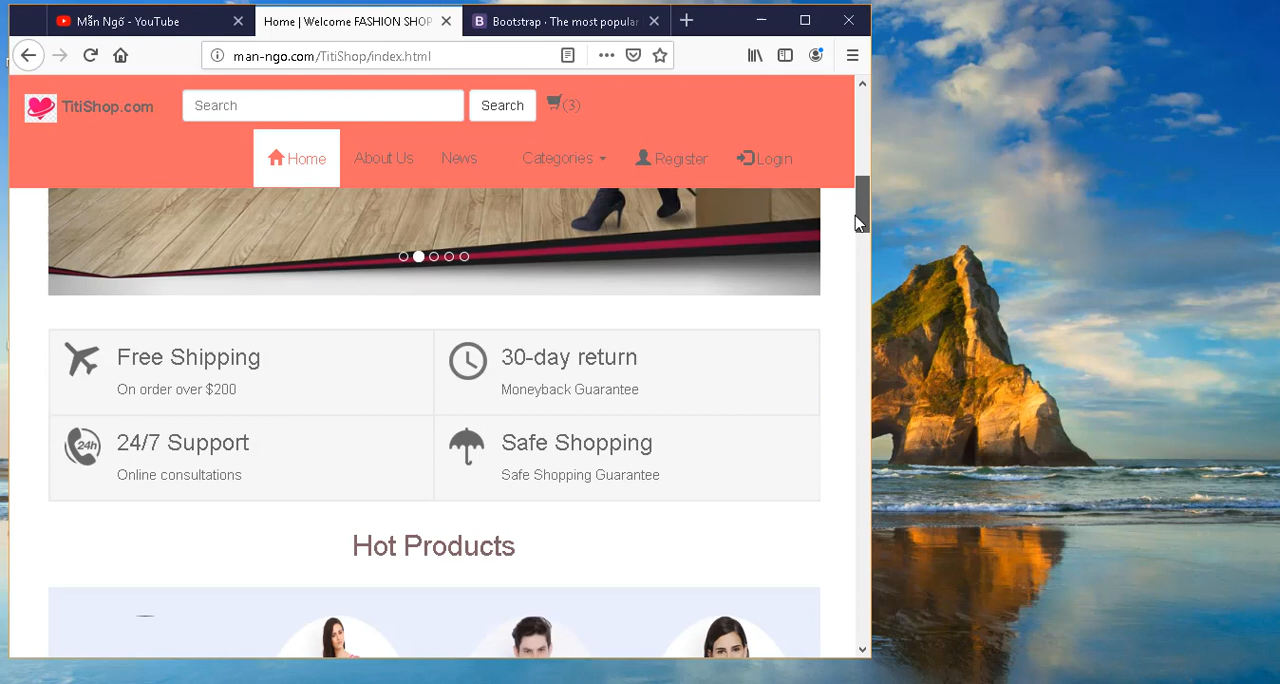 Mẫn Ngố - YouTube
Home | Welcome FASHION SHOP
B Bootstrap · The most popular
man-ngo.com/TitiShop/index.html
TitiShop.com
Search
Search
(3)
Home
About Us
News
Categories
Register
Login
Free Shipping
On order over $200
30-day return
Moneyback Guarantee
24h
24/7 Support
Online consultations
Safe Shopping
Safe Shopping Guarantee
Hot Products